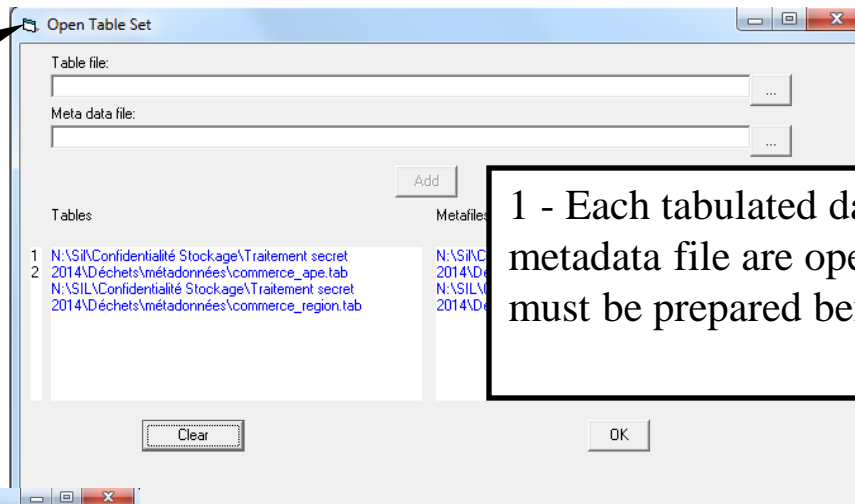 Open Table Set
Table file:
...
Meta data file:
...
Add
Tables
Metafiles
1 N:\Sil\Confidentialité Stockage\Traitement secret
2 2014\Déchets\métadonnées\commerce_ape.tab
N:\SIL\Confidentialité Stockage\Traitement secret
2014\Déchets\métadonnées\commerce_region.tab
N:\Sil\C
2014\Dé
N:\SIL\
2014\Dé
1 - Each tabulated da
metadata file are ope
must be prepared be
Clear
OK